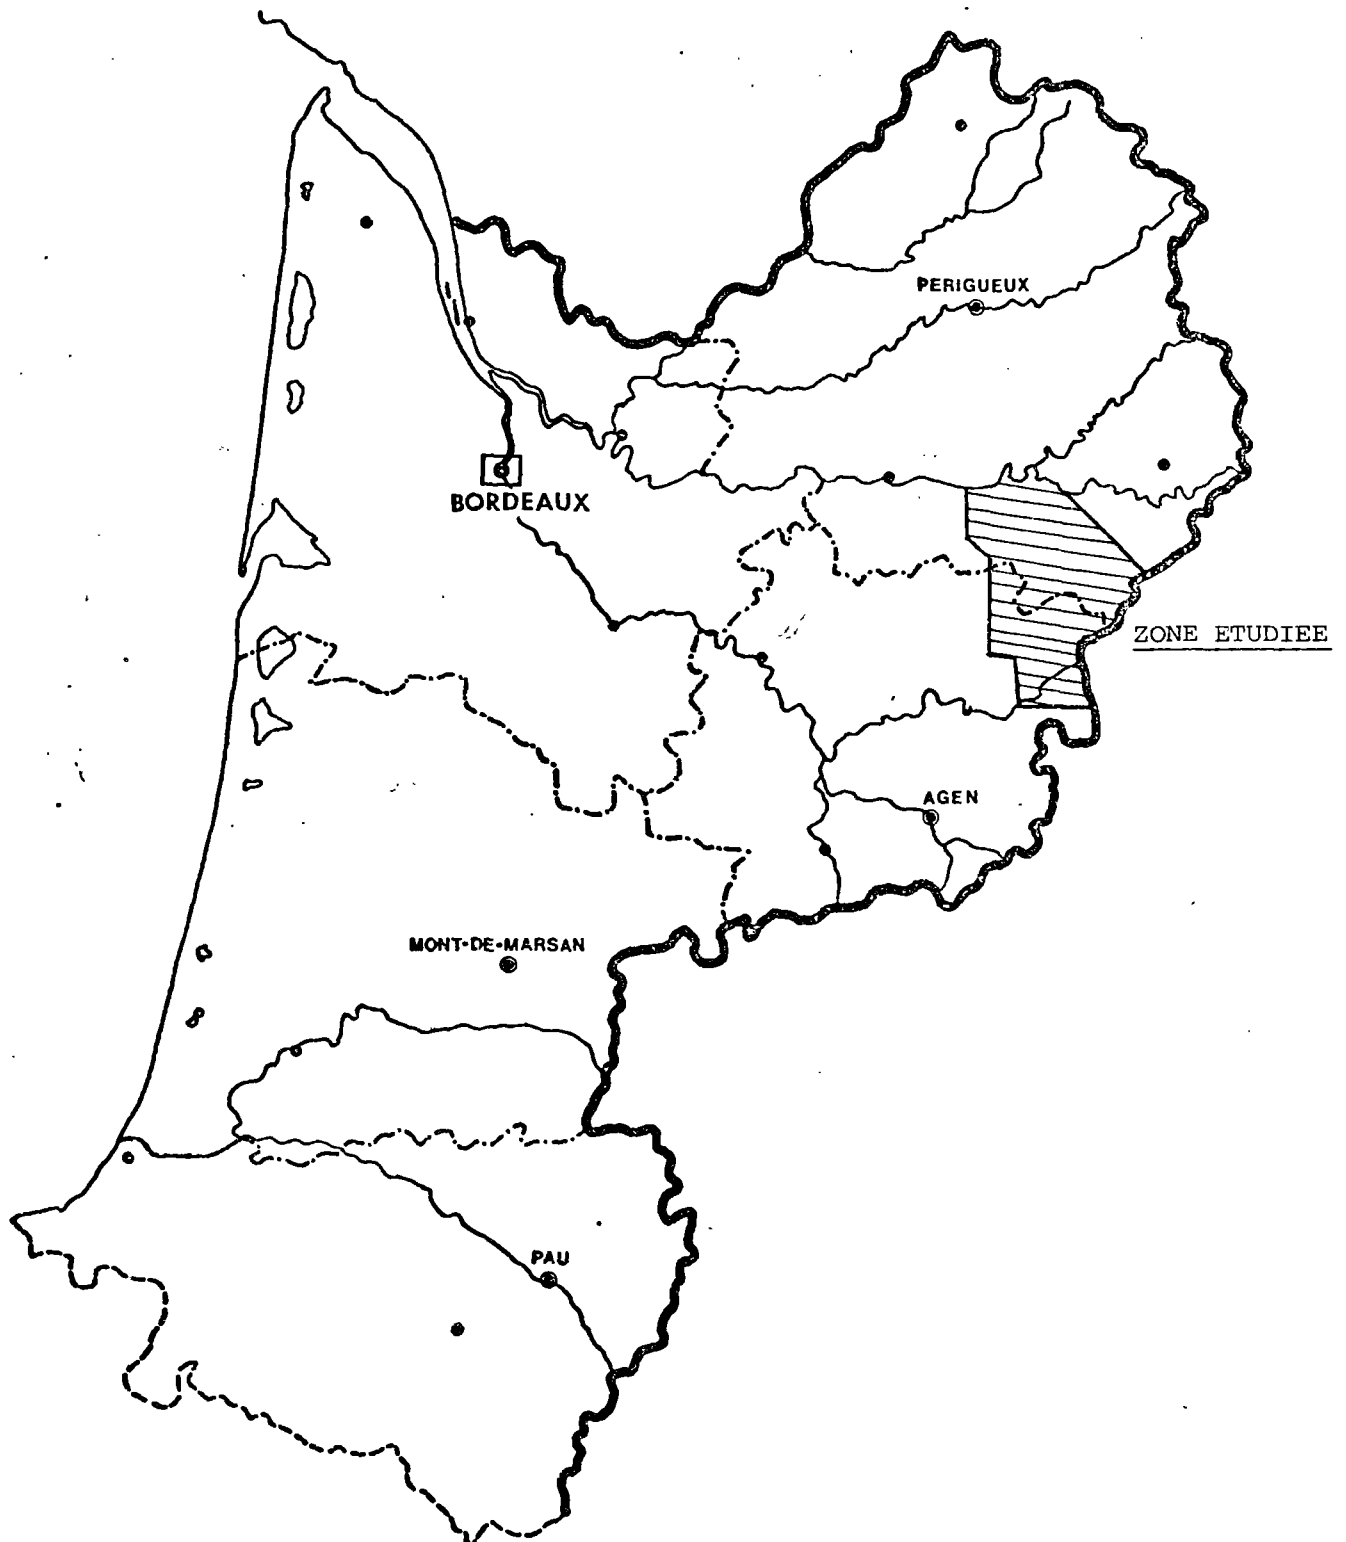 PERIGUEUX
BORDEAUX
ZONE ETUDIEE
AGEN
MONT-DE-MARSAN
PAU